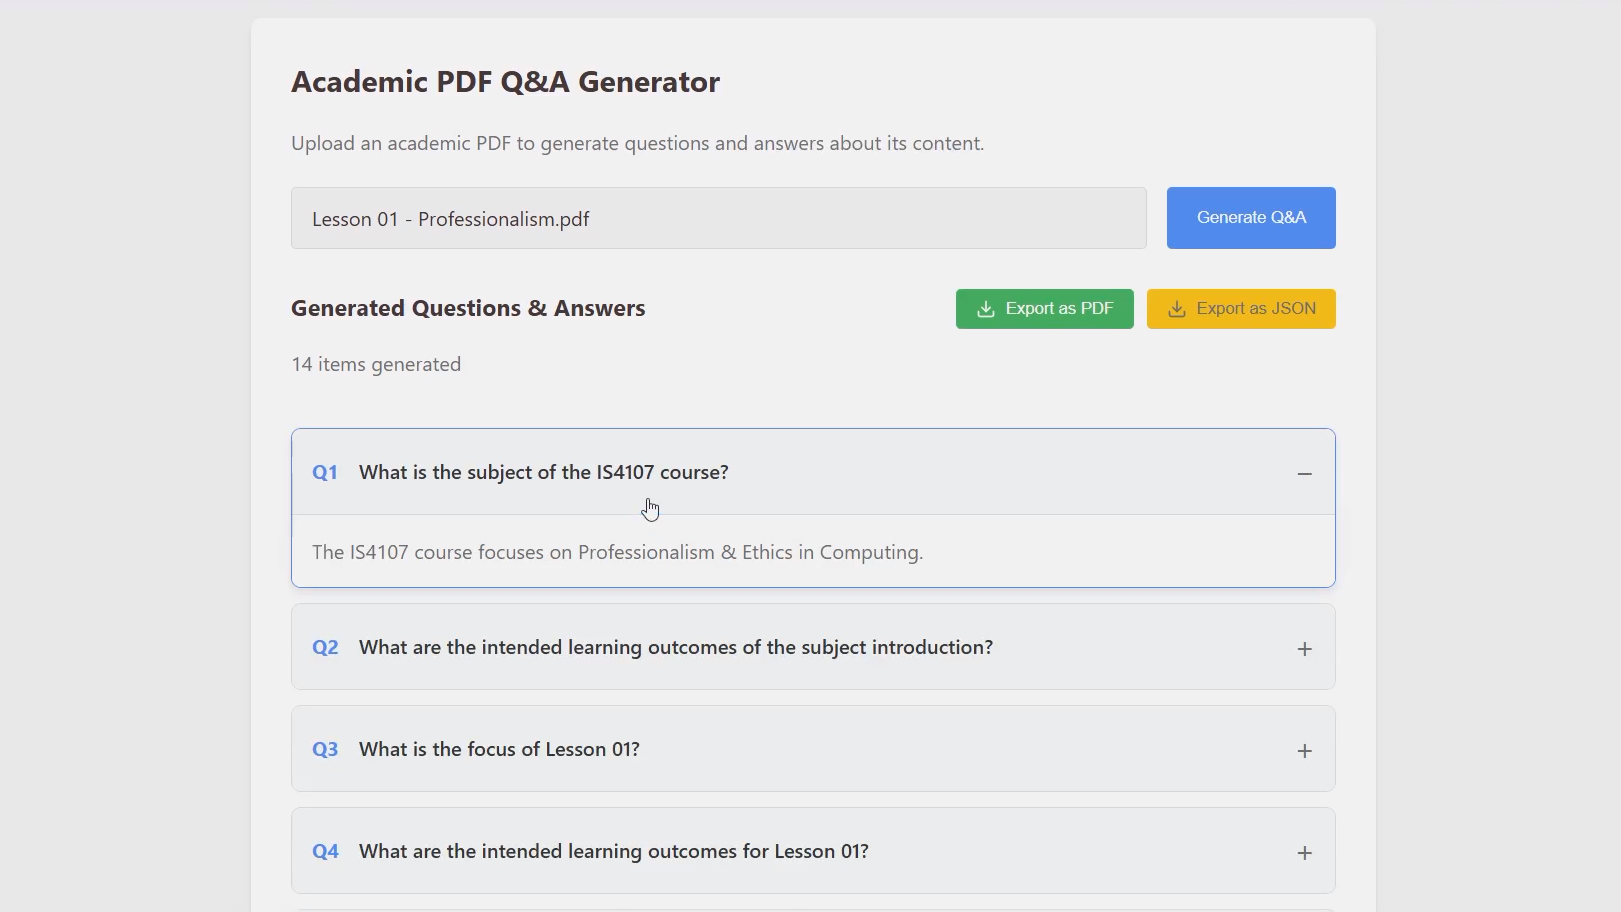 Academic PDF Q&A Generator
Upload an academic PDF to generate questions and answers about its content.
Lesson 01 - Professionalism.pdf
Generate Q&A
Generated Questions & Answers
Export as PDF
Export as JSON
14 items generated
Q1 What is the subject of the IS4107 course?
The IS4107 course focuses on Professionalism & Ethics in Computing.
Q2 What are the intended learning outcomes of the subject introduction?
Q3 What is the focus of Lesson 01?
Q4 What are the intended learning outcomes for Lesson 01?